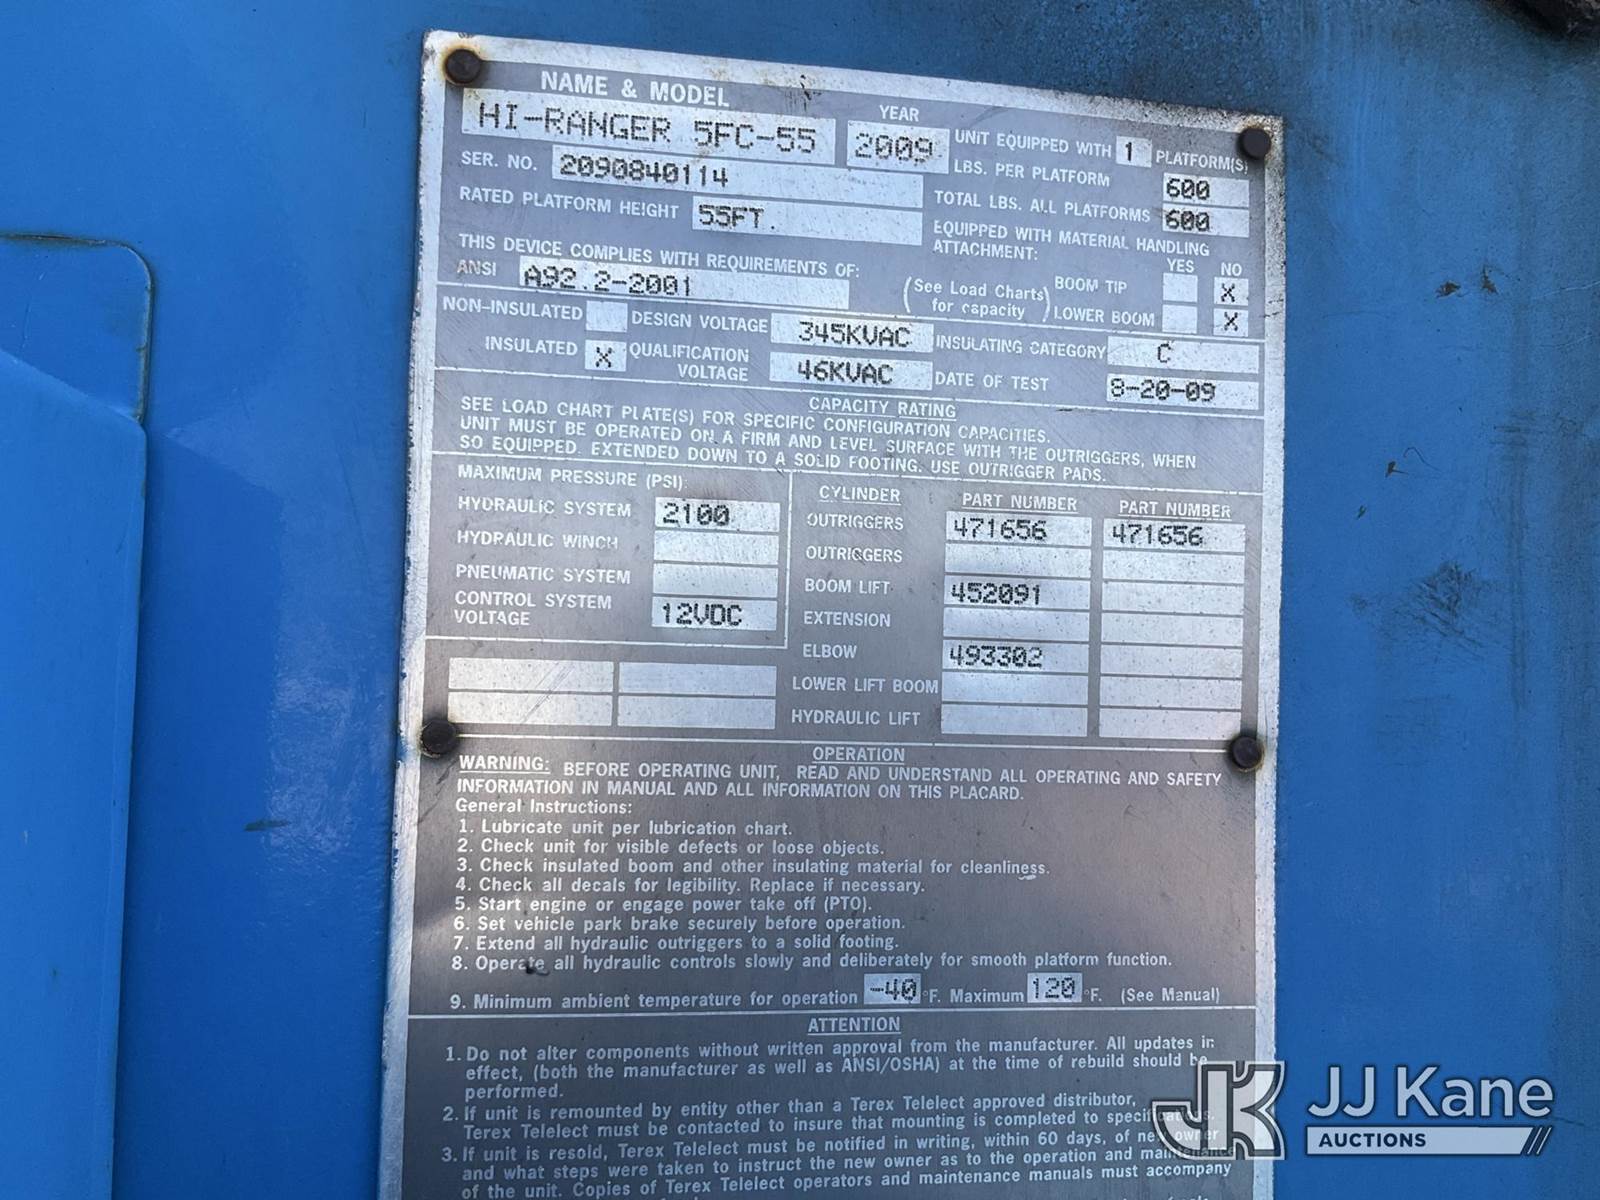 NAME & MODEL
HI-RANGER 5FC-55
YEAR
2009
UNIT EQUIPPED WITH 1 PLATFORM(S)
SER. NO. 2090840114
LBS. PER PLATFORM 600
RATED PLATFORM HEIGHT 55FT.
TOTAL LBS. ALL PLATFORMS 600
EQUIPPED WITH MATERIAL HANDLING
ATTACHMENT: YES NO
THIS DEVICE COMPLIES WITH REQUIREMENTS OF:
ANSI A92.2-2001
(See Load Charts
for capacity)
BOOM TIP X
LOWER BOOM X
NON-INSULATED DESIGN VOLTAGE 345KVAC INSULATING CATEGORY C
INSULATED X QUALIFICATION
VOLTAGE 46KVAC DATE OF TEST 8-20-09
CAPACITY RATING
SEE LOAD CHART PLATE(S) FOR SPECIFIC CONFIGURATION CAPACITIES.
UNIT MUST BE OPERATED ON A FIRM AND LEVEL SURFACE WITH THE OUTRIGGERS, WHEN
SO EQUIPPED. EXTENDED DOWN TO A SOLID FOOTING. USE OUTRIGGER PADS.
MAXIMUM PRESSURE (PSI):
HYDRAULIC SYSTEM 2100
HYDRAULIC WINCH
PNEUMATIC SYSTEM
CONTROL SYSTEM
VOLTAGE 12VDC
CYLINDER PART NUMBER PART NUMBER
OUTRIGGERS 471656 471656
OUTRIGGERS
BOOM LIFT 452091
EXTENSION
ELBOW 493302
LOWER LIFT BOOM
HYDRAULIC LIFT
OPERATION
WARNING: BEFORE OPERATING UNIT, READ AND UNDERSTAND ALL OPERATING AND SAFETY
INFORMATION IN MANUAL AND ALL INFORMATION ON THIS PLACARD.
General Instructions:
1. Lubricate unit per lubrication chart.
2. Check unit for visible defects or loose objects.
3. Check insulated boom and other insulating material for cleanliness.
4. Check all decals for legibility. Replace if necessary.
5. Start engine or engage power take off (PTO).
6. Set vehicle park brake securely before operation.
7. Extend all hydraulic outriggers to a solid footing.
8. Operate all hydraulic controls slowly and deliberately for smooth platform function.
9. Minimum ambient temperature for operation -40 °F. Maximum 120 °F. (See Manual)
ATTENTION
1. Do not alter components without written approval from the manufacturer. All updates in
effect, (both the manufacturer as well as ANSI/OSHA) at the time of rebuild should be
performed.
2. If unit is remounted by entity other than a Terex Telelect approved distributor,
Terex Telelect must be contacted to insure that mounting is completed to specifications.
3. If unit is resold, Terex Telelect must be notified in writing, within 60 days, of new owner
and what steps were taken to instruct the new owner as to the operation and maintenance
of the unit. Copies of Terex Telelect operators and maintenance manuals must accompany
JK JJ Kane
AUCTIONS